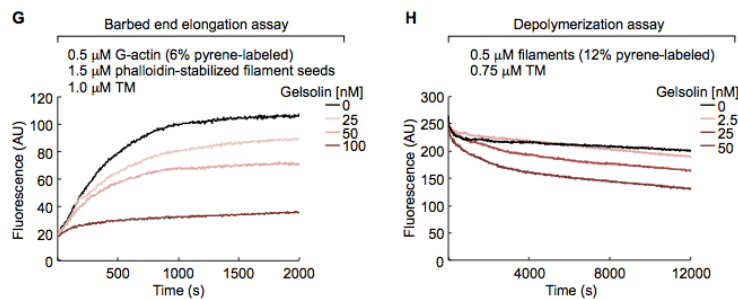 G
Barbed end elongation assay
0.5 μM G-actin (6% pyrene-labeled)
1.5 μM phalloidin-stabilized filament seeds
1.0 μM TM
Gelsolin [nM]
0
25
50
100
120
100
80
60
40
20
0
Fluorescence (AU)
500
1000
1500
2000
Time (s)
H
Depolymerization assay
0.5 μM filaments (12% pyrene-labeled)
0.75 μM TM
Gelsolin [nM]
0
2.5
25
50
300
250
200
150
100
50
0
Fluorescence (AU)
4000
8000
12000
Time (s)